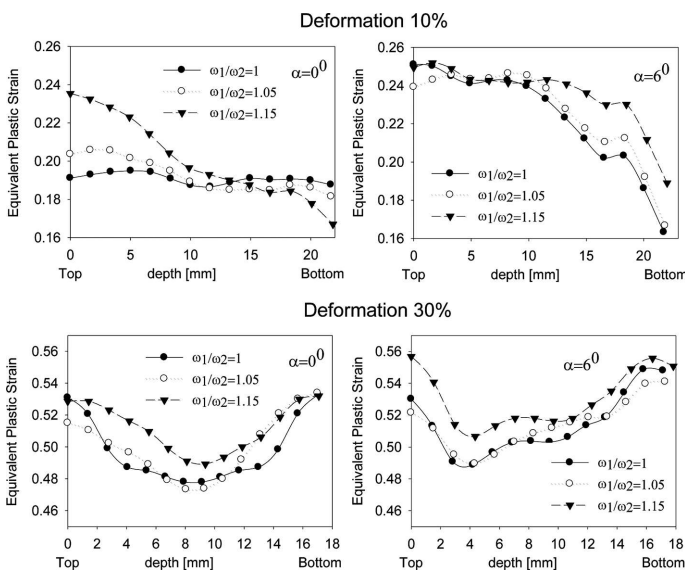 Deformation 10%
Equivalent Plastic Strain
0.26
0.24
0.22
0.20
0.18
0.16
ω1/ω2=1
ω1/ω2=1.05
ω1/ω2=1.15
α=0⁰
0 5 10 15 20
Top depth [mm] Bottom
Equivalent Plastic Strain
0.26
0.24
0.22
0.20
0.18
0.16
α=6⁰
ω1/ω2=1
ω1/ω2=1.05
ω1/ω2=1.15
0 5 10 15 20
Top depth [mm] Bottom
Deformation 30%
Equivalent Plastic Strain
0.56
0.54
0.52
0.50
0.48
0.46
ω1/ω2=1
ω1/ω2=1.05
ω1/ω2=1.15
α=0⁰
0 2 4 6 8 10 12 14 16 18
Top depth [mm] Bottom
Equivalent Plastic Strain
0.56
0.54
0.52
0.50
0.48
0.46
α=6⁰
ω1/ω2=1
ω1/ω2=1.05
ω1/ω2=1.15
0 2 4 6 8 10 12 14 16 18
Top depth [mm] Bottom